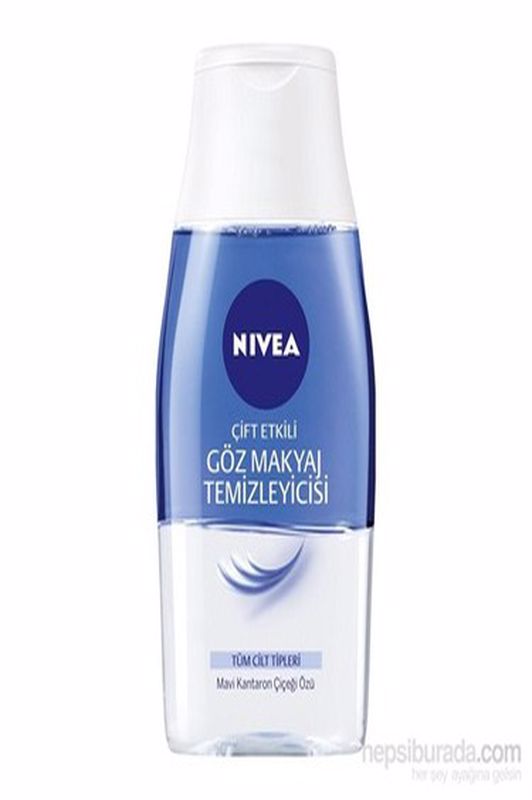 NIVEA
ÇİFT ETKİLİ
GÖZ MAKYAJ
TEMİZLEYİCİSİ
TÜM CİLT TİPLERİ
Mavi Kantaron Çiçeği Özü
hepsiburada.com
her şey ayağına gelsin